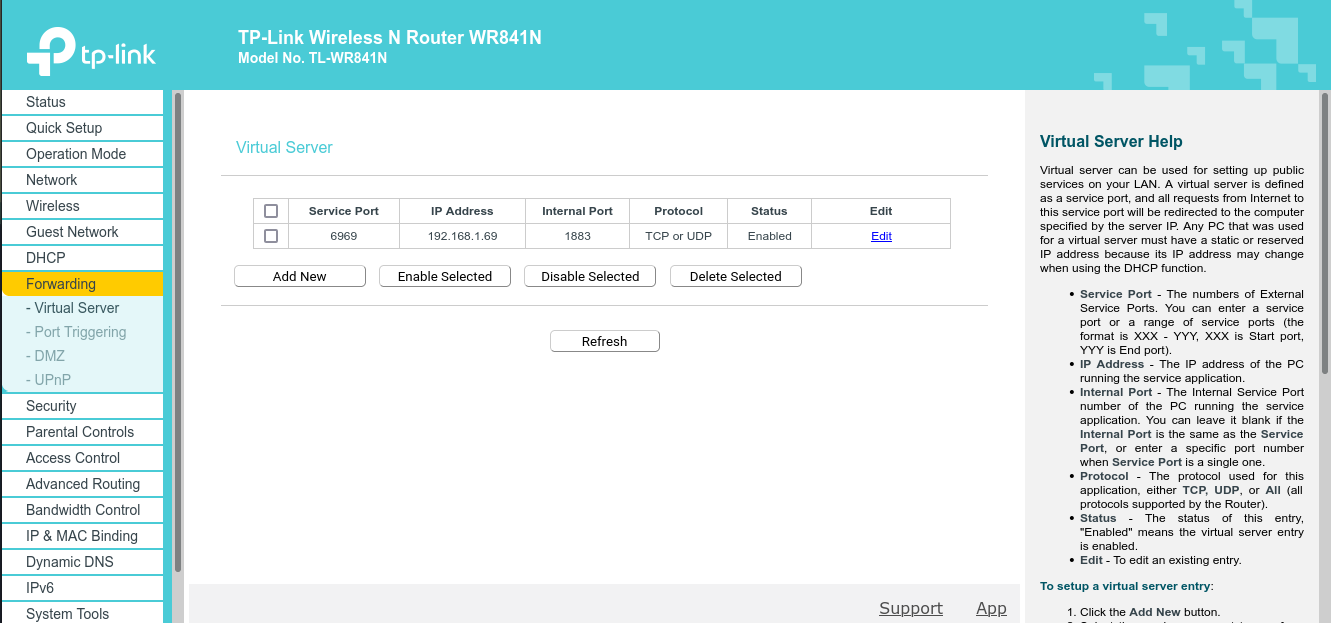 tp-link
TP-Link Wireless N Router WR841N
Model No. TL-WR841N
Status
Quick Setup
Operation Mode
Network
Wireless
Guest Network
DHCP
Forwarding
- Virtual Server
- Port Triggering
- DMZ
- UPnP
Security
Parental Controls
Access Control
Advanced Routing
Bandwidth Control
IP & MAC Binding
Dynamic DNS
IPv6
System Tools
Virtual Server
Service Port IP Address Internal Port Protocol Status Edit
6969 192.168.1.69 1883 TCP or UDP Enabled Edit
Add New Enable Selected Disable Selected Delete Selected
Refresh
Support App
Virtual Server Help
Virtual server can be used for setting up public
services on your LAN. A virtual server is defined
as a service port, and all requests from Internet to
this service port will be redirected to the computer
specified by the server IP. Any PC that was used
for a virtual server must have a static or reserved
IP address because its IP address may change
when using the DHCP function.
• Service Port - The numbers of External
Service Ports. You can enter a service
port or a range of service ports (the
format is XXX - YYY, XXX is Start port,
YYY is End port).
• IP Address - The IP address of the PC
running the service application.
• Internal Port - The Internal Service Port
number of the PC running the service
application. You can leave it blank if the
Internal Port is the same as the Service
Port, or enter a specific port number
when Service Port is a single one.
• Protocol - The protocol used for this
application, either TCP, UDP, or All (all
protocols supported by the Router).
• Status - The status of this entry,
"Enabled" means the virtual server entry
is enabled.
• Edit - To edit an existing entry.
To setup a virtual server entry:
1. Click the Add New button.